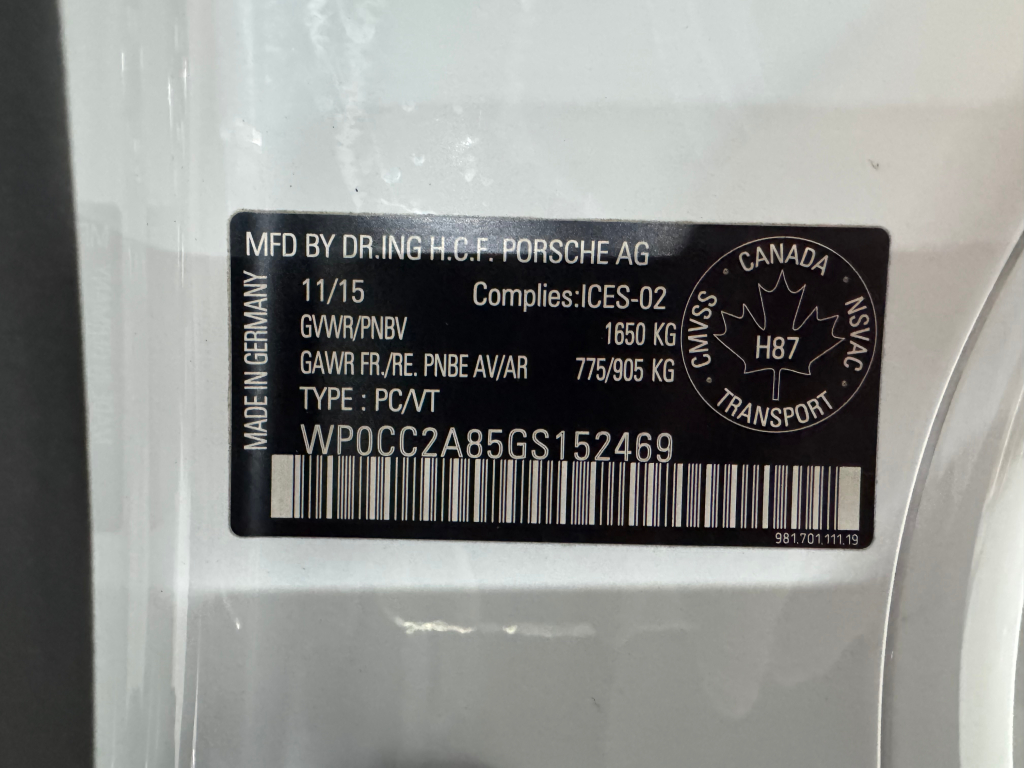 MFD BY DR.ING H.C.F. PORSCHE AG
MADE IN GERMANY
11/15 Complies:ICES-02
GVWR/PNBV 1650 KG
GAWR FR./RE. PNBE AV/AR 775/905 KG
TYPE : PC/VT
WP0CC2A85GS152469
981.701.111.19
CANADA
CMVSS
NSVAC
H87
TRANSPORT